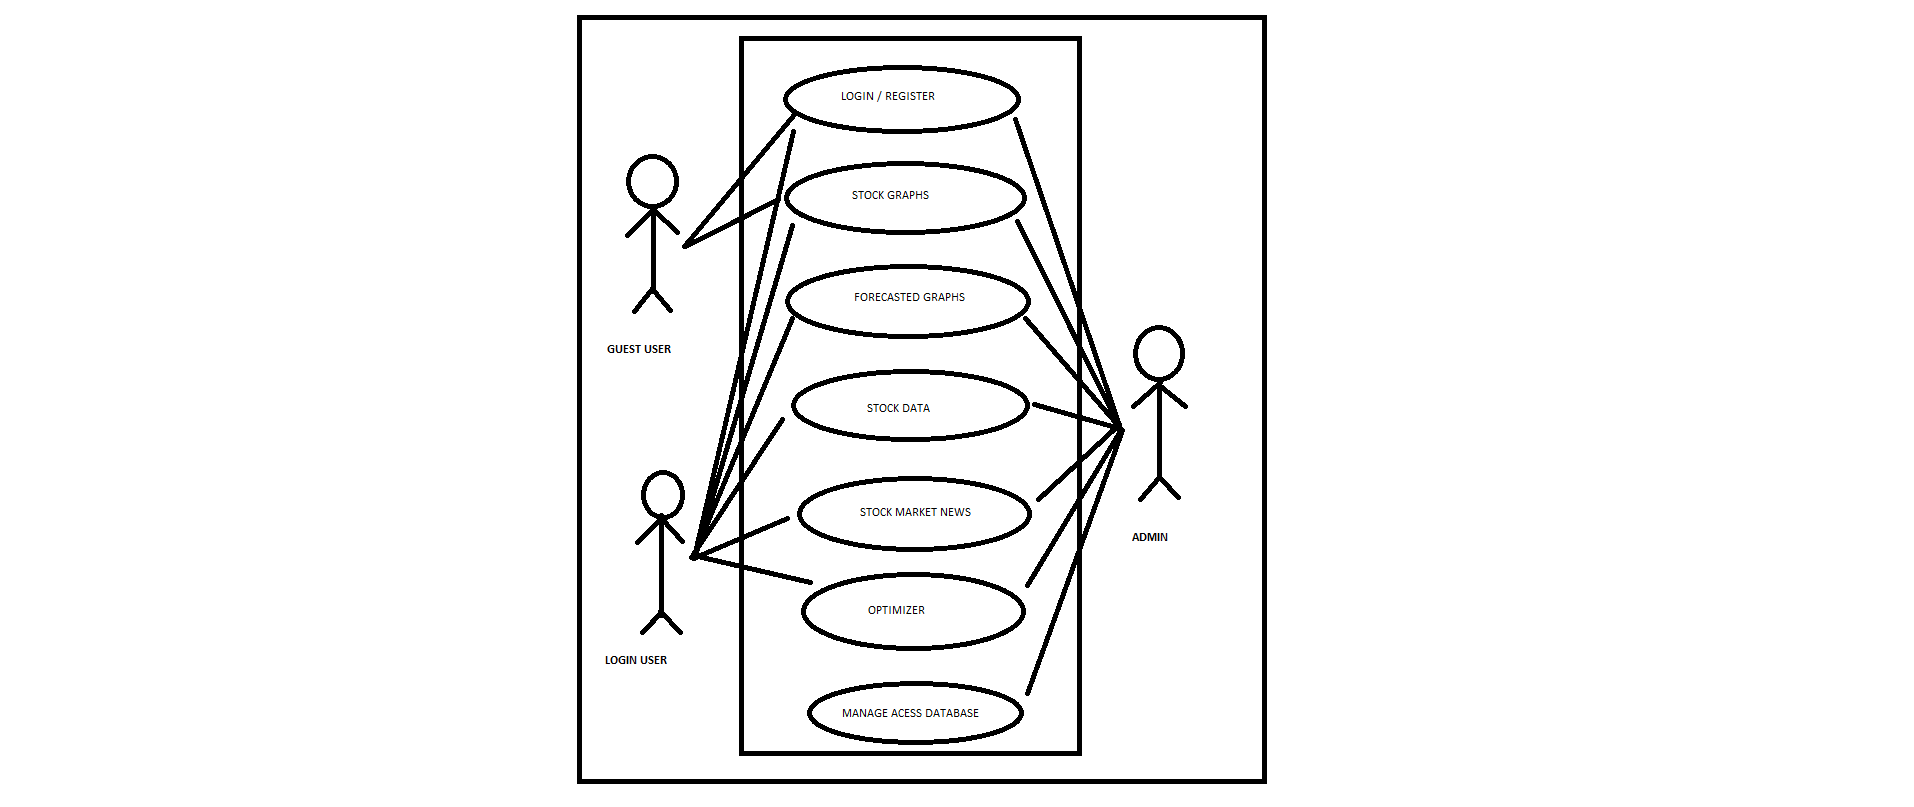 LOGIN / REGISTER
STOCK GRAPHS
FORECASTED GRAPHS
GUEST USER
STOCK DATA
STOCK MARKET NEWS
ADMIN
OPTIMIZER
LOGIN USER
MANAGE ACESS DATABASE